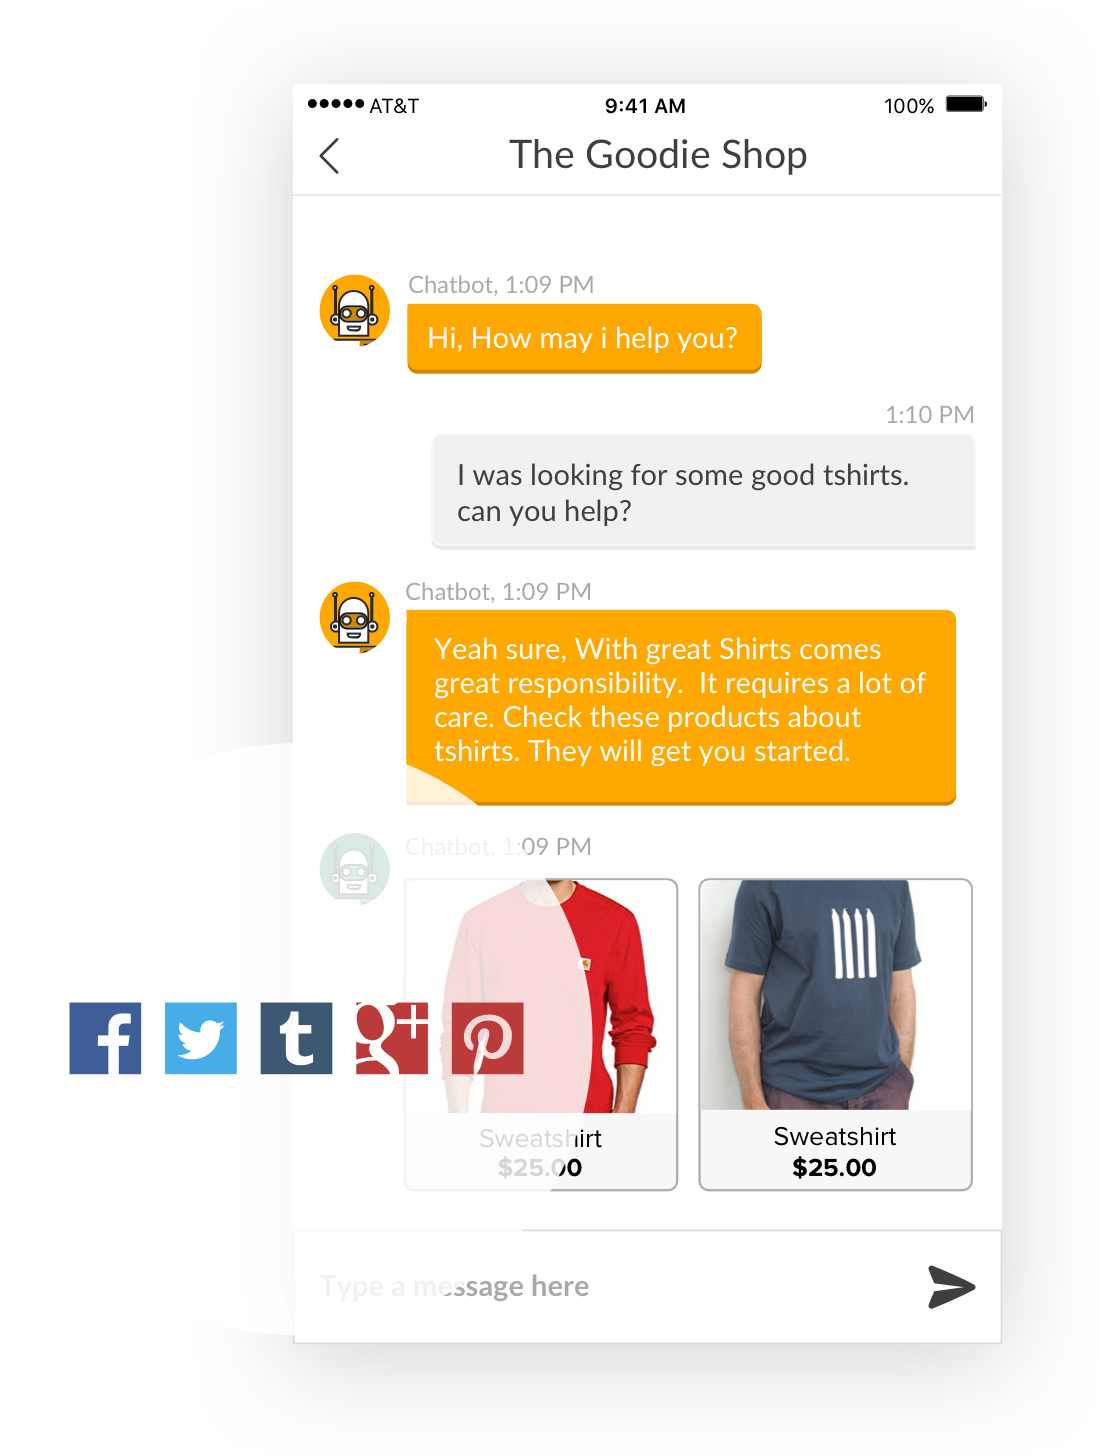 AT&T 9:41 AM 100%
The Goodie Shop
Chatbot, 1:09 PM
Hi, How may i help you?
1:10 PM
I was looking for some good tshirts.
can you help?
Chatbot, 1:09 PM
Yeah sure, With great Shirts comes
great responsibility.  It requires a lot of
care. Check these products about
tshirts. They will get you started.
Chatbot, 1:09 PM
f t g+
Sweatshirt Sweatshirt
$25.00 $25.00
Type a message here